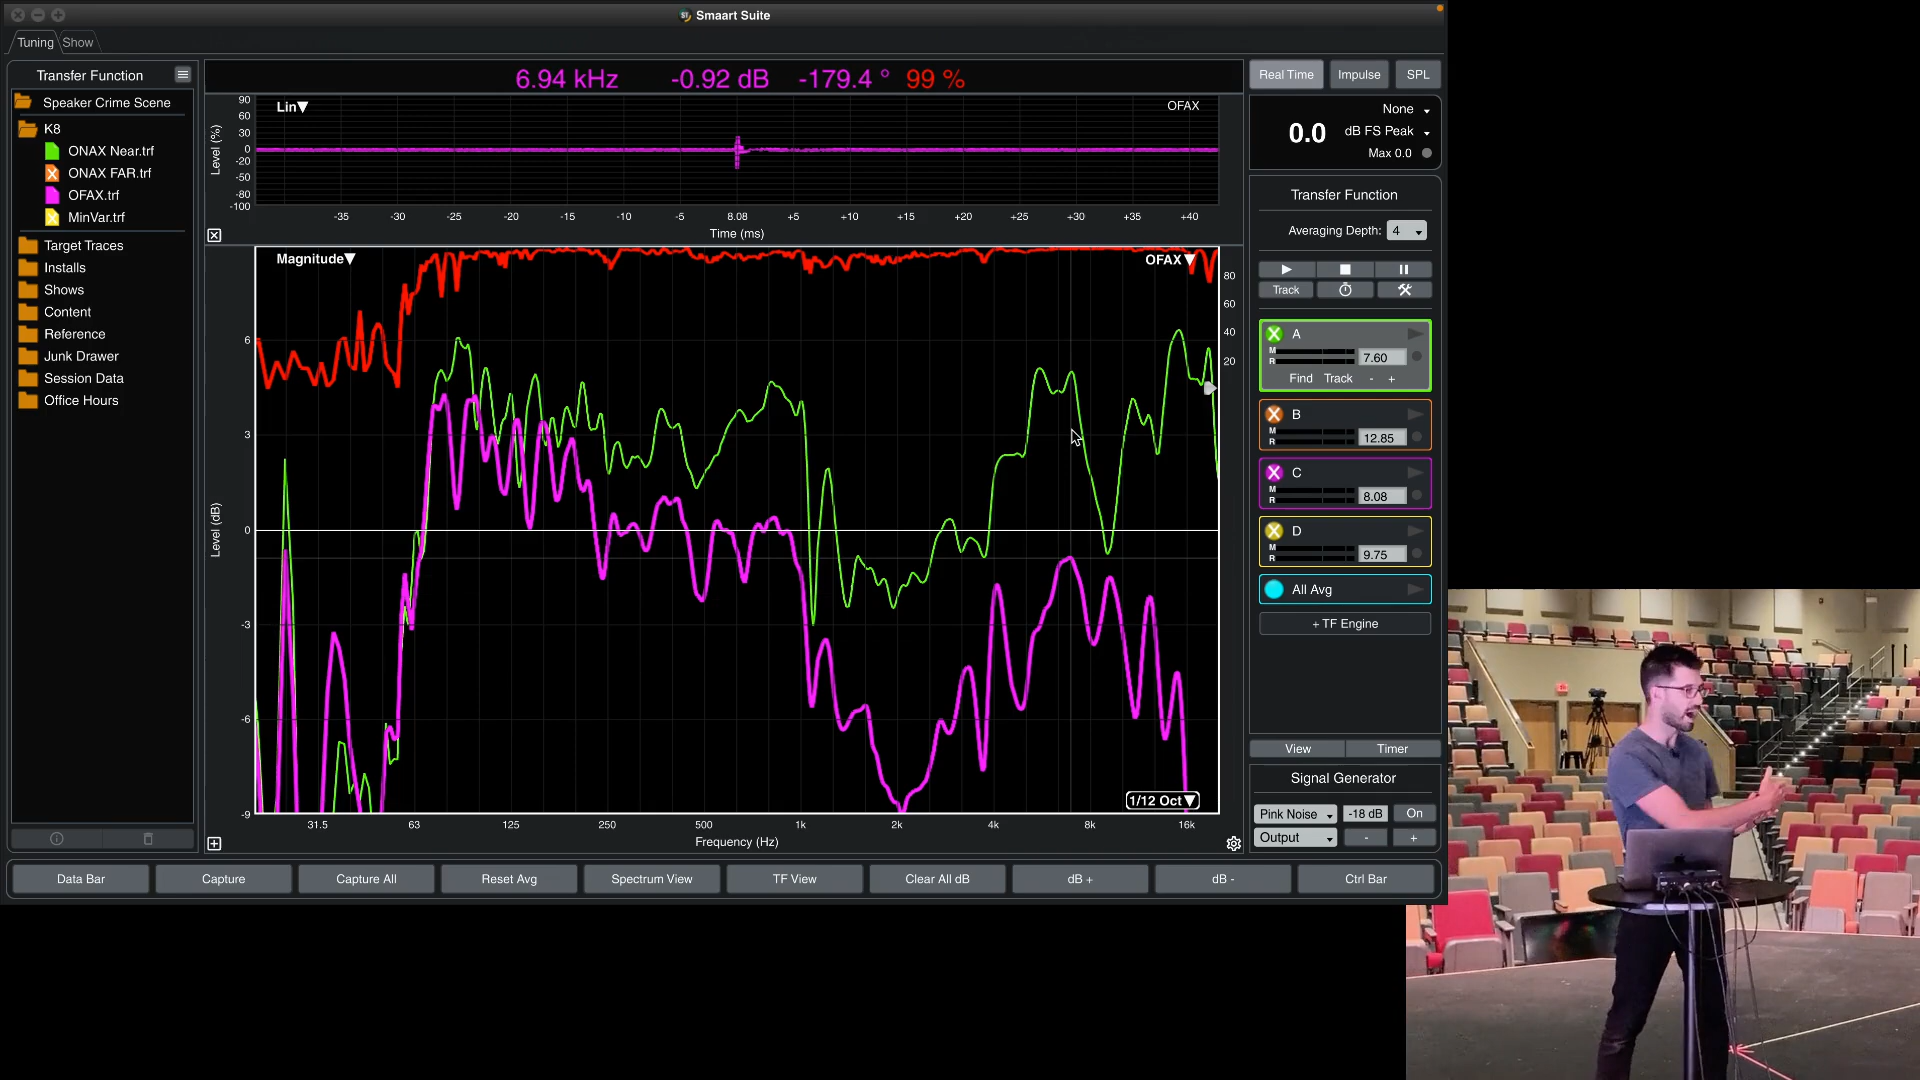 Smaart Suite
Tuning
Show
Transfer Function
Speaker Crime Scene
K8
ONAX Near.trf
ONAX FAR.trf
OFAX.trf
MinVar.trf
Target Traces
Installs
Shows
Content
Reference
Junk Drawer
Session Data
Office Hours
6.94 kHz -0.92 dB -179.4 ° 99 %
Lin▼
OFAX
Level (%)
90
60
30
0
-20
-50
-80
-100
-35 -30 -25 -20 -15 -10 -5 8.08 +5 +10 +15 +20 +25 +30 +35 +40
Time (ms)
Magnitude▼
OFAX▼
80
60
40
20
Level (dB)
6
3
0
-3
-6
-9
1/12 Oct▼
31.5 63 125 250 500 1k 2k 4k 8k 16k
Frequency (Hz)
Real Time
Impulse
SPL
None
0.0
dB FS Peak
Max 0.0
Transfer Function
Averaging Depth: 4
Track
A
M
R
7.60
Find Track - +
B
M
R
12.85
C
M
R
8.08
D
M
R
9.75
All Avg
+ TF Engine
View
Timer
Signal Generator
Pink Noise
-18 dB
On
Output
-
+
Data Bar
Capture
Capture All
Reset Avg
Spectrum View
TF View
Clear All dB
dB +
dB -
Ctrl Bar